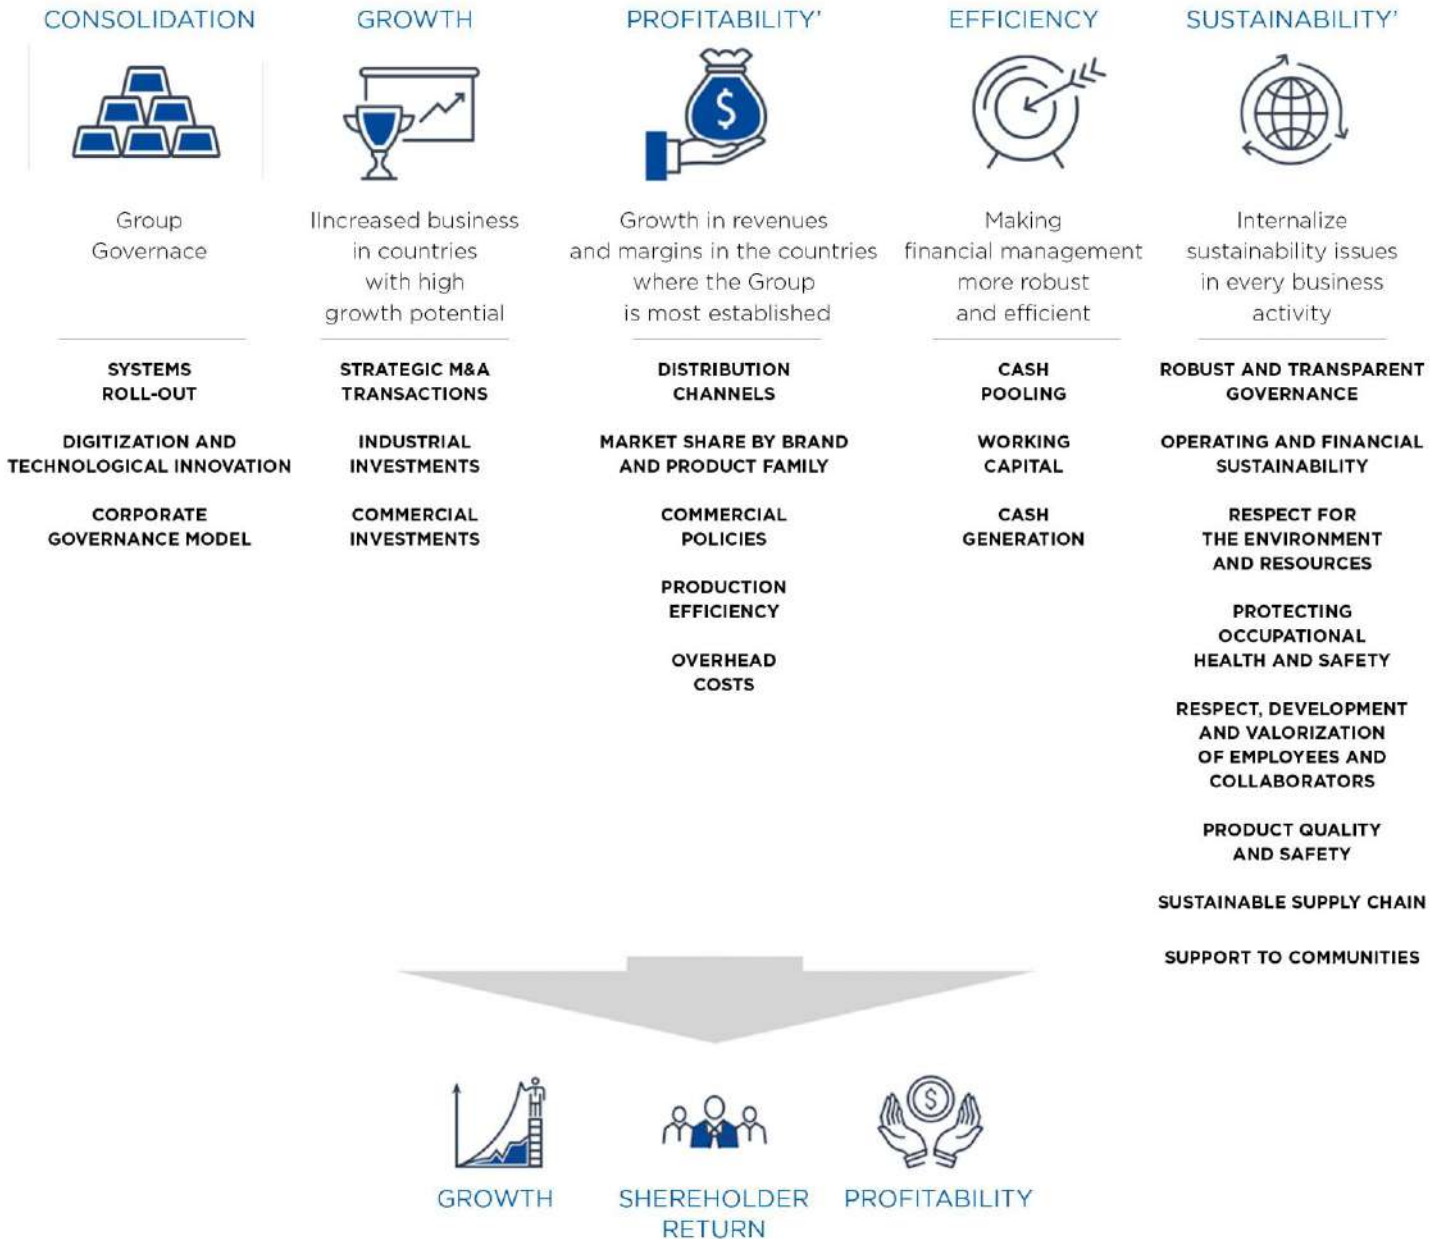 CONSOLIDATION
Group
Governace
SYSTEMS
ROLL-OUT
DIGITIZATION AND
TECHNOLOGICAL INNOVATION
CORPORATE
GOVERNANCE MODEL
GROWTH
IIncreased business
in countries
with high
growth potential
STRATEGIC M&A
TRANSACTIONS
INDUSTRIAL
INVESTMENTS
COMMERCIAL
INVESTMENTS
PROFITABILITY'
$
Growth in revenues
and margins in the countries
where the Group
is most established
DISTRIBUTION
CHANNELS
MARKET SHARE BY BRAND
AND PRODUCT FAMILY
COMMERCIAL
POLICIES
PRODUCTION
EFFICIENCY
OVERHEAD
COSTS
EFFICIENCY
Making
financial management
more robust
and efficient
CASH
POOLING
WORKING
CAPITAL
CASH
GENERATION
SUSTAINABILITY'
Internalize
sustainability issues
in every business
activity
ROBUST AND TRANSPARENT
GOVERNANCE
OPERATING AND FINANCIAL
SUSTAINABILITY
RESPECT FOR
THE ENVIRONMENT
AND RESOURCES
PROTECTING
OCCUPATIONAL
HEALTH AND SAFETY
RESPECT, DEVELOPMENT
AND VALORIZATION
OF EMPLOYEES AND
COLLABORATORS
PRODUCT QUALITY
AND SAFETY
SUSTAINABLE SUPPLY CHAIN
SUPPORT TO COMMUNITIES
GROWTH
SHEREHOLDER
RETURN
$
PROFITABILITY